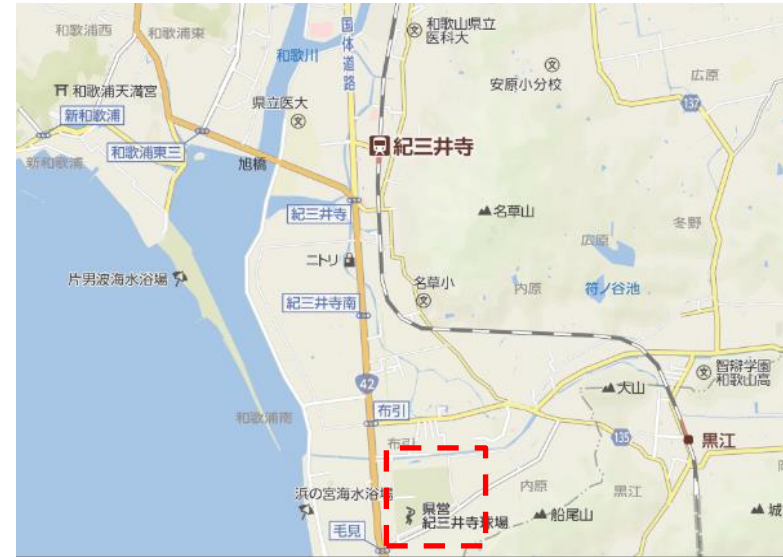 和歌浦西
和歌浦東
国体道路
和歌山県立
医科大
和歌川
安原小分校
広原
和歌浦天満宮
県立医大
137
新和歌浦
和歌浦東三
旭橋
紀三井寺
新和歌浦
紀三井寺
名草山
冬野
広原
ニトリ
片男波海水浴場
名草小
内原
符ノ谷池
紀三井寺南
智辯学園
和歌山高
42
大山
布引
和歌浦南
布引
135
黒江
浜の宮海水浴場
県営
紀三井寺球場
内原
黒江
船尾山
城
毛見